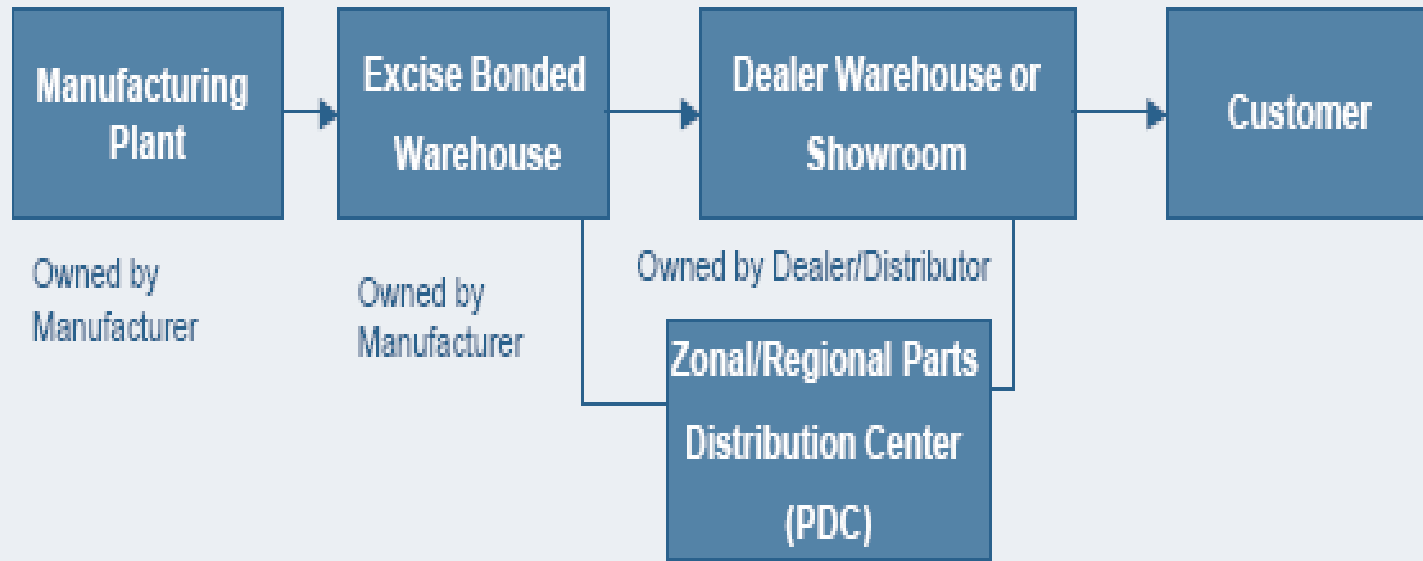 Manufacturing
Plant
Excise Bonded
Warehouse
Dealer Warehouse or
Showroom
Customer
Owned by
Manufacturer
Owned by
Manufacturer
Owned by Dealer/Distributor
Zonal/Regional Parts
Distribution Center
(PDC)